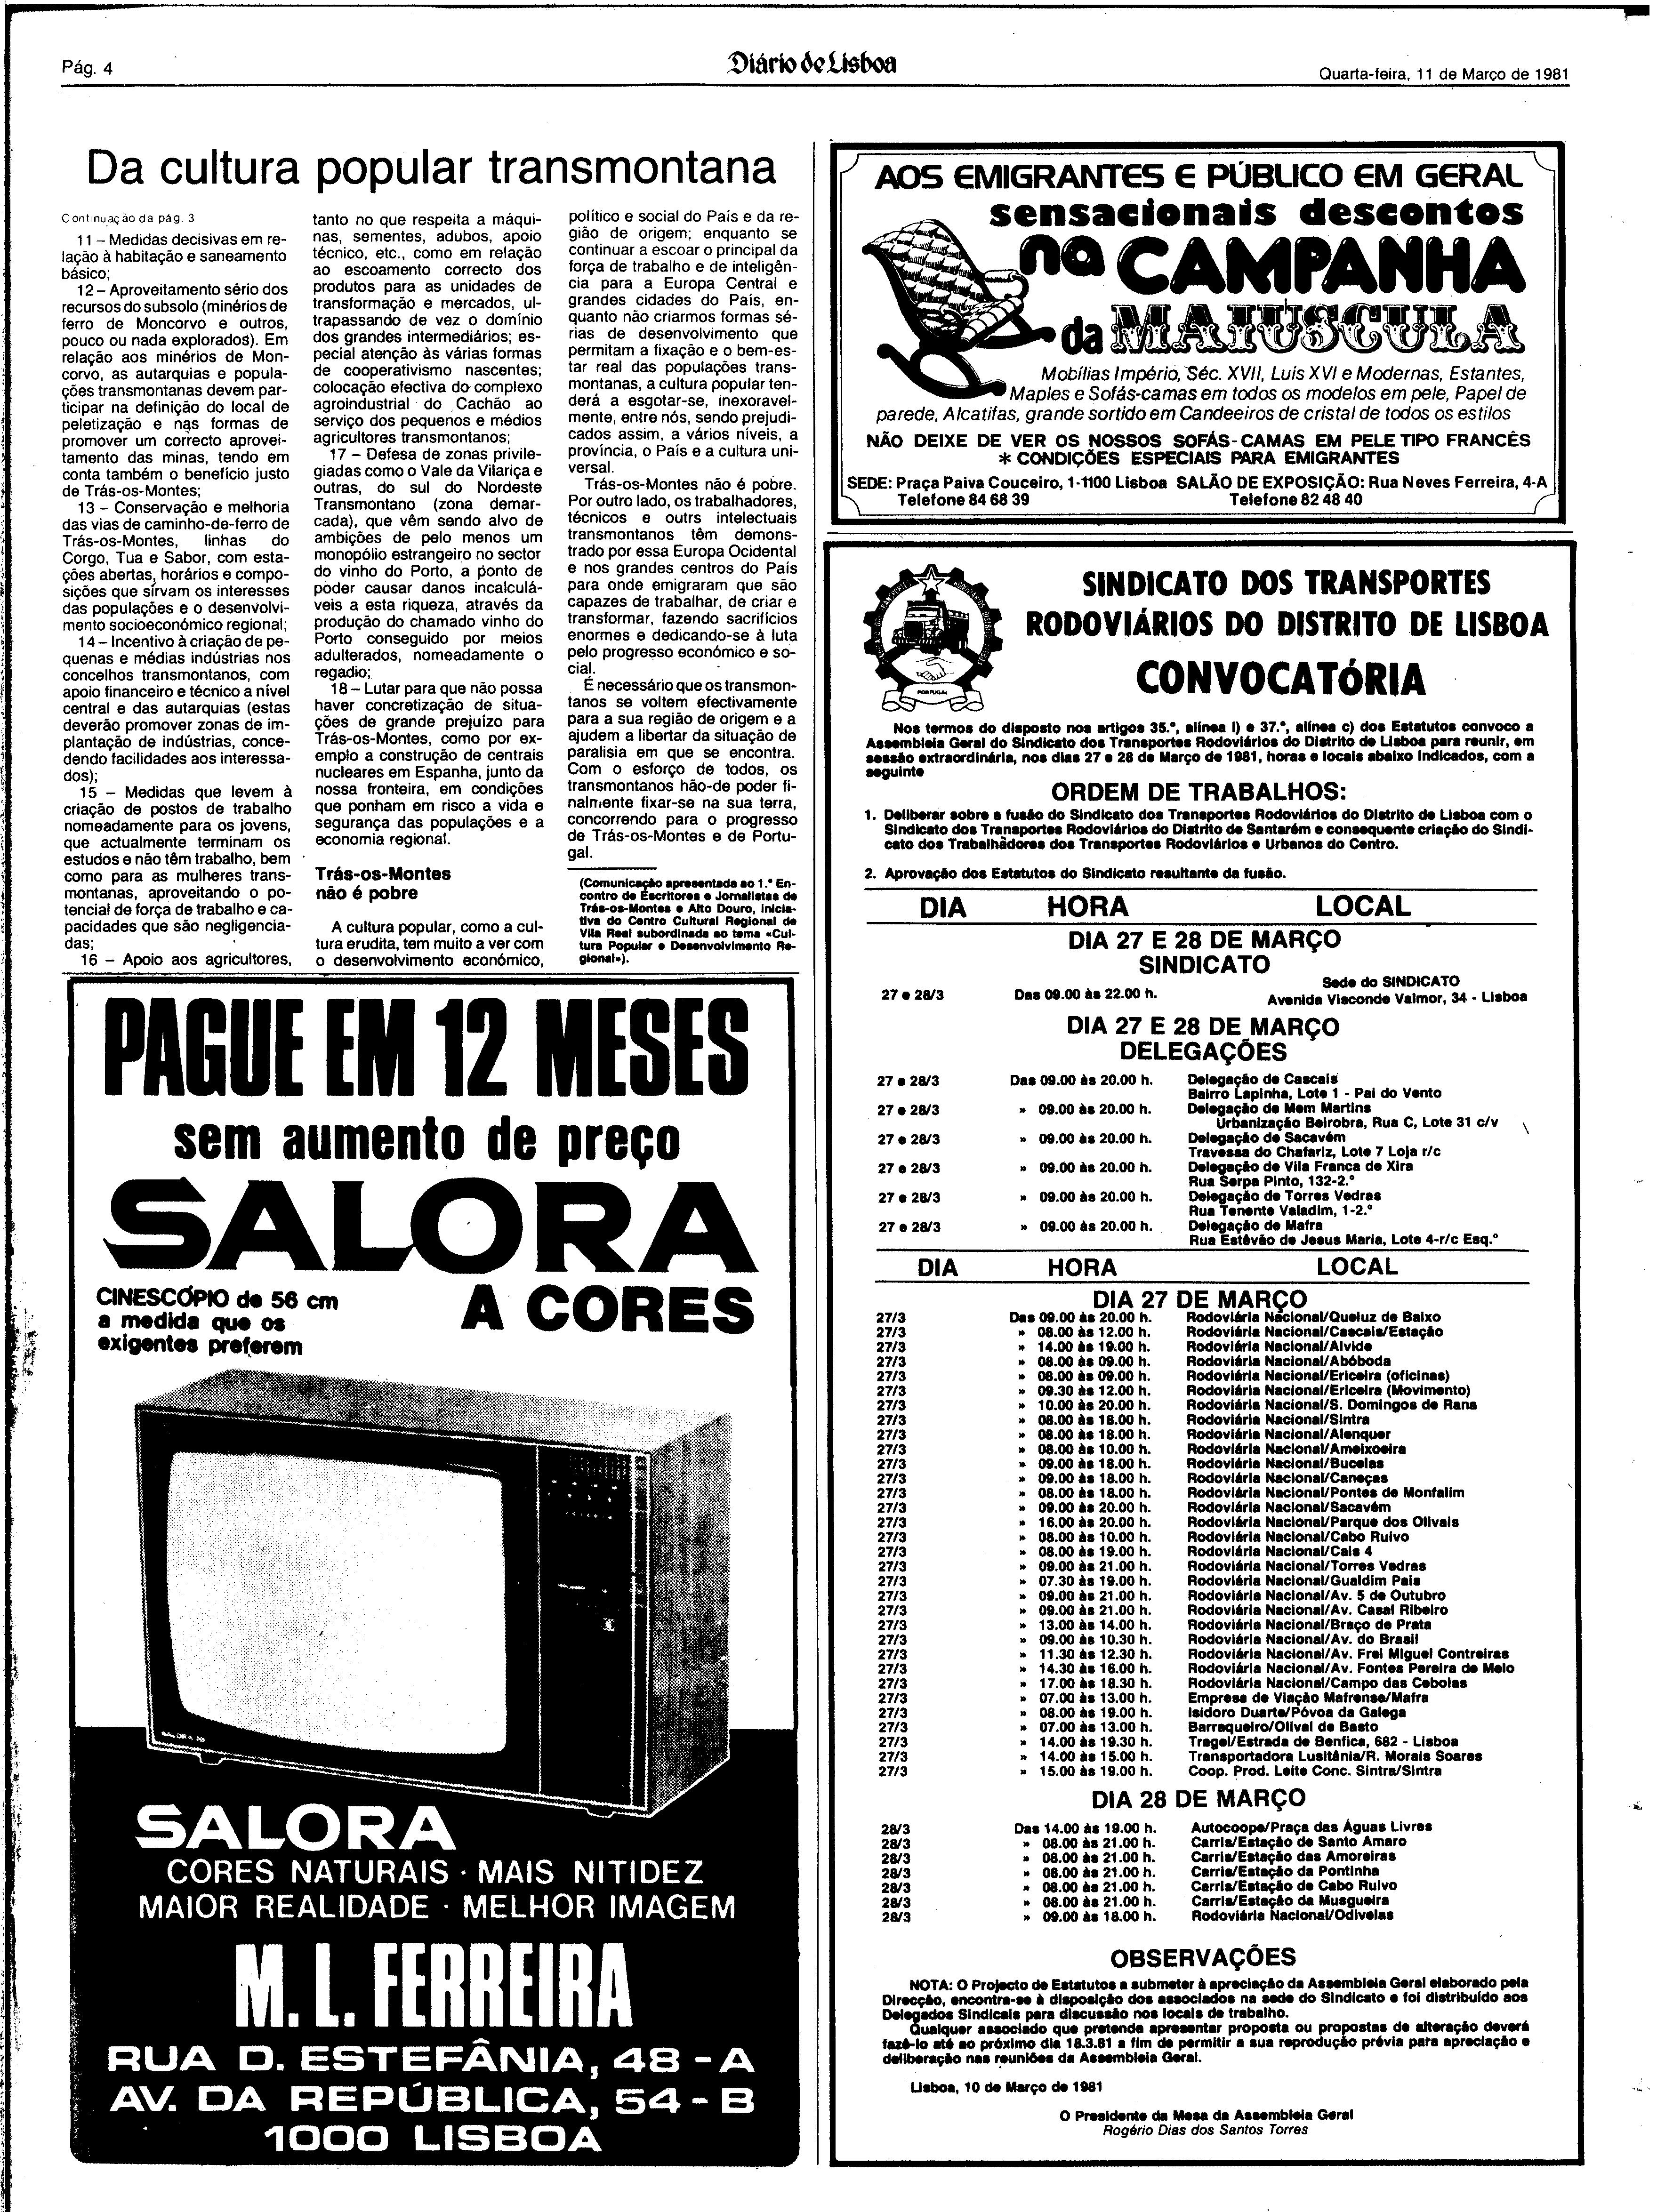 Pág. 4
Diário de Lisboa
Quarta-feira, 11 de Março de 1981
Da cultura popular transmontana
Continuação da pág. 3
11 – Medidas decisivas em re-
lação à habitação e saneamento
básico;
12 – Aproveitamento sério dos
recursos do subsolo (minérios de
ferro de Moncorvo e outros,
pouco ou nada explorados). Em
relação aos minérios de Mon-
corvo, as autarquias e popula-
ções transmontanas devem par-
ticipar na definição do local de
peletização e nas formas de
promover um correcto aprovei-
tamento das minas, tendo em
conta também o benefício justo
de Trás-os-Montes;
13 – Conservação e melhoria
das vias de caminho-de-ferro de
Trás-os-Montes, linhas do
Corgo, Tua e Sabor, com esta-
ções abertas, horários e compo-
sições que sirvam os interesses
das populações e o desenvolvi-
mento socioeconómico regional;
14 – Incentivo à criação de pe-
quenas e médias indústrias nos
concelhos transmontanos, com
apoio financeiro e técnico a nível
central e das autarquias (estas
deverão promover zonas de im-
plantação de indústrias, conce-
dendo facilidades aos interessa-
dos);
15 – Medidas que levem à
criação de postos de trabalho
nomeadamente para os jovens,
que actualmente terminam os
estudos e não têm trabalho, bem
como para as mulheres trans-
montanas, aproveitando o po-
tencial de força de trabalho e ca-
pacidades que são negligencia-
das;
16 – Apoio aos agricultores,
tanto no que respeita a máqui-
nas, sementes, adubos, apoio
técnico, etc., como em relação
ao escoamento correcto dos
produtos para as unidades de
transformação e mercados, ul-
trapassando de vez o domínio
dos grandes intermediários; es-
pecial atenção às várias formas
de cooperativismo nascentes;
colocação efectiva do complexo
agroindustrial do Cachão ao
serviço dos pequenos e médios
agricultores transmontanos;
17 – Defesa de zonas privile-
giadas como o Vale da Vilariça e
outras, do sul do Nordeste
Transmontano (zona demar-
cada), que vêm sendo alvo de
ambições de pelo menos um
monopólio estrangeiro no sector
do vinho do Porto, a ponto de
poder causar danos incalculá-
veis a esta riqueza, através da
produção do chamado vinho do
Porto conseguido por meios
adulterados, nomeadamente o
regadio;
18 – Lutar para que não possa
haver concretização de situa-
ções de grande prejuízo para
Trás-os-Montes, como por ex-
emplo a construção de centrais
nucleares em Espanha, junto da
nossa fronteira, em condições
que ponham em risco a vida e
segurança das populações e a
economia regional.
Trás-os-Montes
não é pobre
A cultura popular, como a cul-
tura erudita, tem muito a ver com
o desenvolvimento económico,
político e social do País e da re-
gião de origem; enquanto se
continuar a escoar o principal da
força de trabalho e de inteligên-
cia para a Europa Central e
grandes cidades do País, en-
quanto não criarmos formas sé-
rias de desenvolvimento que
permitam a fixação e o bem-es-
tar real das populações trans-
montanas, a cultura popular ten-
derá a esgotar-se, inexoravel-
mente, entre nós, sendo prejudi-
cados assim, a vários níveis, a
província, o País e a cultura uni-
versal.
Trás-os-Montes não é pobre.
Por outro lado, os trabalhadores,
técnicos e outrs intelectuais
transmontanos têm demons-
trado por essa Europa Ocidental
e nos grandes centros do País
para onde emigraram que são
capazes de trabalhar, de criar e
transformar, fazendo sacrifícios
enormes e dedicando-se à luta
pelo progresso económico e so-
cial.
É necessário que os transmon-
tanos se voltem efectivamente
para a sua região de origem e a
ajudem a libertar da situação de
paralisia em que se encontra.
Com o esforço de todos, os
transmontanos hão-de poder fi-
nalmente fixar-se na sua terra,
concorrendo para o progresso
de Trás-os-Montes e de Portu-
gal.
(Comunicação apresentada ao 1.º En-
contro de Escritores e Jornalistas de
Trás-os-Montes e Alto Douro, inicia-
tiva do Centro Cultural Regional de
Vila Real subordinada ao tema «Cul-
tura Popular e Desenvolvimento Re-
gional»).
PAGUE EM 12 MESES
sem aumento de preço
SALORA
A CORES
CINESCÓPIO de 56 cm
a medida que os
exigentes preferem
SALORA
SALORA
CORES NATURAIS · MAIS NITIDEZ
MAIOR REALIDADE · MELHOR IMAGEM
M. L. FERREIRA
RUA D. ESTEFÂNIA, 48 - A
AV. DA REPÚBLICA, 54 - B
1000 LISBOA
AOS EMIGRANTES E PÚBLICO EM GERAL
sensacionais descontos
na CAMPANHA
da MAIUSCULA
Mobílias Império, Séc. XVII, Luis XVI e Modernas, Estantes,
Maples e Sofás-camas em todos os modelos em pele, Papel de
parede, Alcatifas, grande sortido em Candeeiros de cristal de todos os estilos
NÃO DEIXE DE VER OS NOSSOS SOFÁS-CAMAS EM PELE TIPO FRANCÊS
* CONDIÇÕES ESPECIAIS PARA EMIGRANTES
SEDE: Praça Paiva Couceiro, 1-1100 Lisboa SALÃO DE EXPOSIÇÃO: Rua Neves Ferreira, 4-A
Telefone 84 68 39 Telefone 82 48 40
PORTUGAL
SINDICATO DOS TRANSPORTES
RODOVIÁRIOS DO DISTRITO DE LISBOA
CONVOCATÓRIA
Nos termos do disposto nos artigos 35.º, alínea l) e 37.º, alínea c) dos Estatutos convoco a
Assembleia Geral do Sindicato dos Transportes Rodoviários do Distrito de Lisboa para reunir, em
sessão extraordinária, nos dias 27 e 28 de Março de 1981, horas e locais abaixo indicados, com a
seguinte
ORDEM DE TRABALHOS:
1. Deliberar sobre a fusão do Sindicato dos Transportes Rodoviários do Distrito de Lisboa com o
Sindicato dos Transportes Rodoviários do Distrito de Santarém e consequente criação do Sindi-
cato dos Trabalhadores dos Transportes Rodoviários e Urbanos do Centro.
2. Aprovação dos Estatutos do Sindicato resultante da fusão.
DIA HORA LOCAL
DIA 27 E 28 DE MARÇO
SINDICATO
27 e 28/3 Das 09.00 às 22.00 h. Sede do SINDICATO
Avenida Visconde Valmor, 34 - Lisboa
DIA 27 E 28 DE MARÇO
DELEGAÇÕES
27 e 28/3 Das 09.00 às 20.00 h. Delegação de Cascais
Bairro Lapinha, Lote 1 - Pai do Vento
27 e 28/3 » 09.00 às 20.00 h. Delegação de Mem Martins
Urbanização Beirobra, Rua C, Lote 31 c/v
27 e 28/3 » 09.00 às 20.00 h. Delegação de Sacavém
Travessa do Chafariz, Lote 7 Loja r/c
27 e 28/3 » 09.00 às 20.00 h. Delegação de Vila Franca de Xira
Rua Serpa Pinto, 132-2.º
27 e 28/3 » 09.00 às 20.00 h. Delegação de Torres Vedras
Rua Tenente Valadim, 1-2.º
27 e 28/3 » 09.00 às 20.00 h. Delegação de Mafra
Rua Estêvão de Jesus Maria, Lote 4-r/c Esq.º
DIA HORA LOCAL
DIA 27 DE MARÇO
27/3 Das 09.00 às 20.00 h. Rodoviária Nacional/Queluz de Baixo
27/3 » 08.00 às 12.00 h. Rodoviária Nacional/Cascais/Estação
27/3 » 14.00 às 19.00 h. Rodoviária Nacional/Alvide
27/3 » 08.00 às 09.00 h. Rodoviária Nacional/Abóboda
27/3 » 08.00 às 09.00 h. Rodoviária Nacional/Ericeira (oficinas)
27/3 » 09.30 às 12.00 h. Rodoviária Nacional/Ericeira (Movimento)
27/3 » 10.00 às 20.00 h. Rodoviária Nacional/S. Domingos de Rana
27/3 » 08.00 às 18.00 h. Rodoviária Nacional/Sintra
27/3 » 08.00 às 18.00 h. Rodoviária Nacional/Alenquer
27/3 » 08.00 às 10.00 h. Rodoviária Nacional/Ameixoeira
27/3 » 09.00 às 18.00 h. Rodoviária Nacional/Bucelas
27/3 » 09.00 às 18.00 h. Rodoviária Nacional/Caneças
27/3 » 08.00 às 18.00 h. Rodoviária Nacional/Pontes de Monfalim
27/3 » 09.00 às 20.00 h. Rodoviária Nacional/Sacavém
27/3 » 16.00 às 20.00 h. Rodoviária Nacional/Parque dos Olivais
27/3 » 08.00 às 10.00 h. Rodoviária Nacional/Cabo Ruivo
27/3 » 08.00 às 19.00 h. Rodoviária Nacional/Cais 4
27/3 » 09.00 às 21.00 h. Rodoviária Nacional/Torres Vedras
27/3 » 07.30 às 19.00 h. Rodoviária Nacional/Gualdim Pais
27/3 » 09.00 às 21.00 h. Rodoviária Nacional/Av. 5 de Outubro
27/3 » 09.00 às 21.00 h. Rodoviária Nacional/Av. Casal Ribeiro
27/3 » 13.00 às 14.00 h. Rodoviária Nacional/Braço de Prata
27/3 » 09.00 às 10.30 h. Rodoviária Nacional/Av. do Brasil
27/3 » 11.30 às 12.30 h. Rodoviária Nacional/Av. Frei Miguel Contreiras
27/3 » 14.30 às 16.00 h. Rodoviária Nacional/Av. Fontes Pereira de Melo
27/3 » 17.00 às 18.30 h. Rodoviária Nacional/Campo das Cebolas
27/3 » 07.00 às 13.00 h. Empresa de Viação Mafrense/Mafra
27/3 » 08.00 às 19.00 h. Isidoro Duarte/Póvoa da Galega
27/3 » 07.00 às 13.00 h. Barraqueiro/Olival de Basto
27/3 » 14.00 às 19.30 h. Tragel/Estrada de Benfica, 682 - Lisboa
27/3 » 14.00 às 15.00 h. Transportadora Lusitânia/R. Morais Soares
27/3 » 15.00 às 19.00 h. Coop. Prod. Leite Conc. Sintra/Sintra
DIA 28 DE MARÇO
28/3 Das 14.00 às 19.00 h. Autocoope/Praça das Águas Livres
28/3 » 08.00 às 21.00 h. Carris/Estação de Santo Amaro
28/3 » 08.00 às 21.00 h. Carris/Estação das Amoreiras
28/3 » 08.00 às 21.00 h. Carris/Estação da Pontinha
28/3 » 08.00 às 21.00 h. Carris/Estação de Cabo Ruivo
28/3 » 08.00 às 21.00 h. Carris/Estação da Musgueira
28/3 » 09.00 às 18.00 h. Rodoviária Nacional/Odivelas
OBSERVAÇÕES
NOTA: O Projecto de Estatutos a submeter à apreciação da Assembleia Geral elaborado pela
Direcção, encontra-se à disposição dos associados na sede do Sindicato e foi distribuído aos
Delegados Sindicais para discussão nos locais de trabalho.
Qualquer associado que pretenda apresentar proposta ou propostas de alteração deverá
fazê-lo até ao próximo dia 18.3.81 a fim de permitir a sua reprodução prévia para apreciação e
deliberação nas reuniões da Assembleia Geral.
Lisboa, 10 de Março de 1981
O Presidente da Mesa da Assembleia Geral
Rogério Dias dos Santos Torres